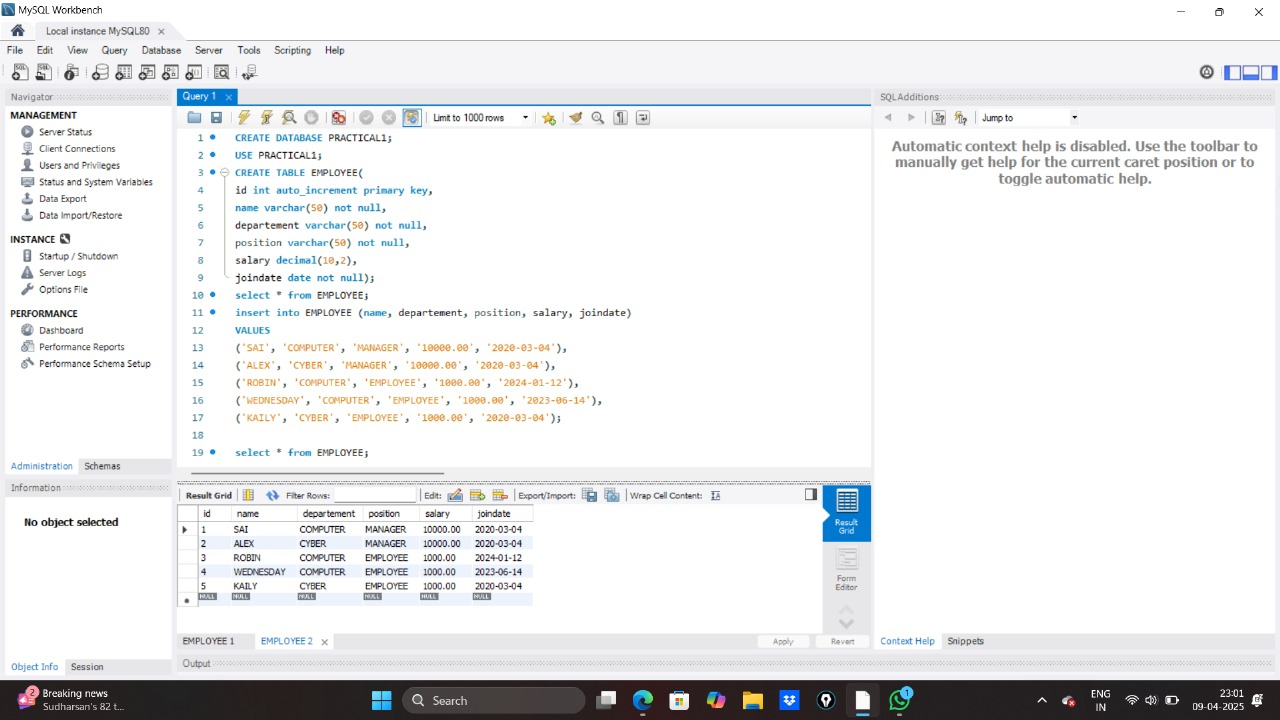 MySQL Workbench
Local instance MySQL80
File Edit View Query Database Server Tools Scripting Help
Navigator
MANAGEMENT
Server Status
Client Connections
Users and Privileges
Status and System Variables
Data Export
Data Import/Restore
INSTANCE
Startup / Shutdown
Server Logs
Options File
PERFORMANCE
Dashboard
Performance Reports
Performance Schema Setup
Administration Schemas
Information
No object selected
Object Info Session
Query 1
Limit to 1000 rows
1 CREATE DATABASE PRACTICAL1;
2 USE PRACTICAL1;
3 CREATE TABLE EMPLOYEE(
4 id int auto_increment primary key,
5 name varchar(50) not null,
6 departement varchar(50) not null,
7 position varchar(50) not null,
8 salary decimal(10,2),
9 joindate date not null);
10 select * from EMPLOYEE;
11 insert into EMPLOYEE (name, departement, position, salary, joindate)
12 VALUES
13 ('SAI', 'COMPUTER', 'MANAGER', '10000.00', '2020-03-04'),
14 ('ALEX', 'CYBER', 'MANAGER', '10000.00', '2020-03-04'),
15 ('ROBIN', 'COMPUTER', 'EMPLOYEE', '1000.00', '2024-01-12'),
16 ('WEDNESDAY', 'COMPUTER', 'EMPLOYEE', '1000.00', '2023-06-14'),
17 ('KAILY', 'CYBER', 'EMPLOYEE', '1000.00', '2020-03-04');
18
19 select * from EMPLOYEE;
Result Grid Filter Rows: Edit: Export/Import: Wrap Cell Content:
id name departement position salary joindate
1 SAI COMPUTER MANAGER 10000.00 2020-03-04
2 ALEX CYBER MANAGER 10000.00 2020-03-04
3 ROBIN COMPUTER EMPLOYEE 1000.00 2024-01-12
4 WEDNESDAY COMPUTER EMPLOYEE 1000.00 2023-06-14
5 KAILY CYBER EMPLOYEE 1000.00 2020-03-04
NULL NULL NULL NULL NULL NULL
Result
Grid
Form
Editor
EMPLOYEE 1 EMPLOYEE 2 Apply Revert
Output
SQLAdditions
Jump to
Automatic context help is disabled. Use the toolbar to
manually get help for the current caret position or to
toggle automatic help.
Context Help Snippets
2 Breaking news
Sudharsan's 82 t...
Search
1
ENG
IN
23:01
09-04-2025